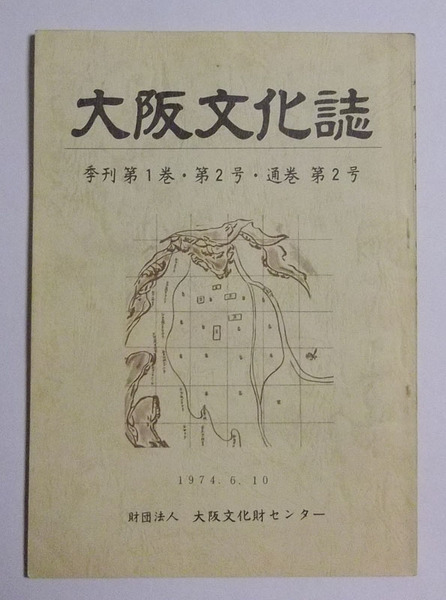 大阪文化誌
季刊第1巻・第2号・通巻 第2号
1974. 6. 10
財団法人 大阪文化財センター